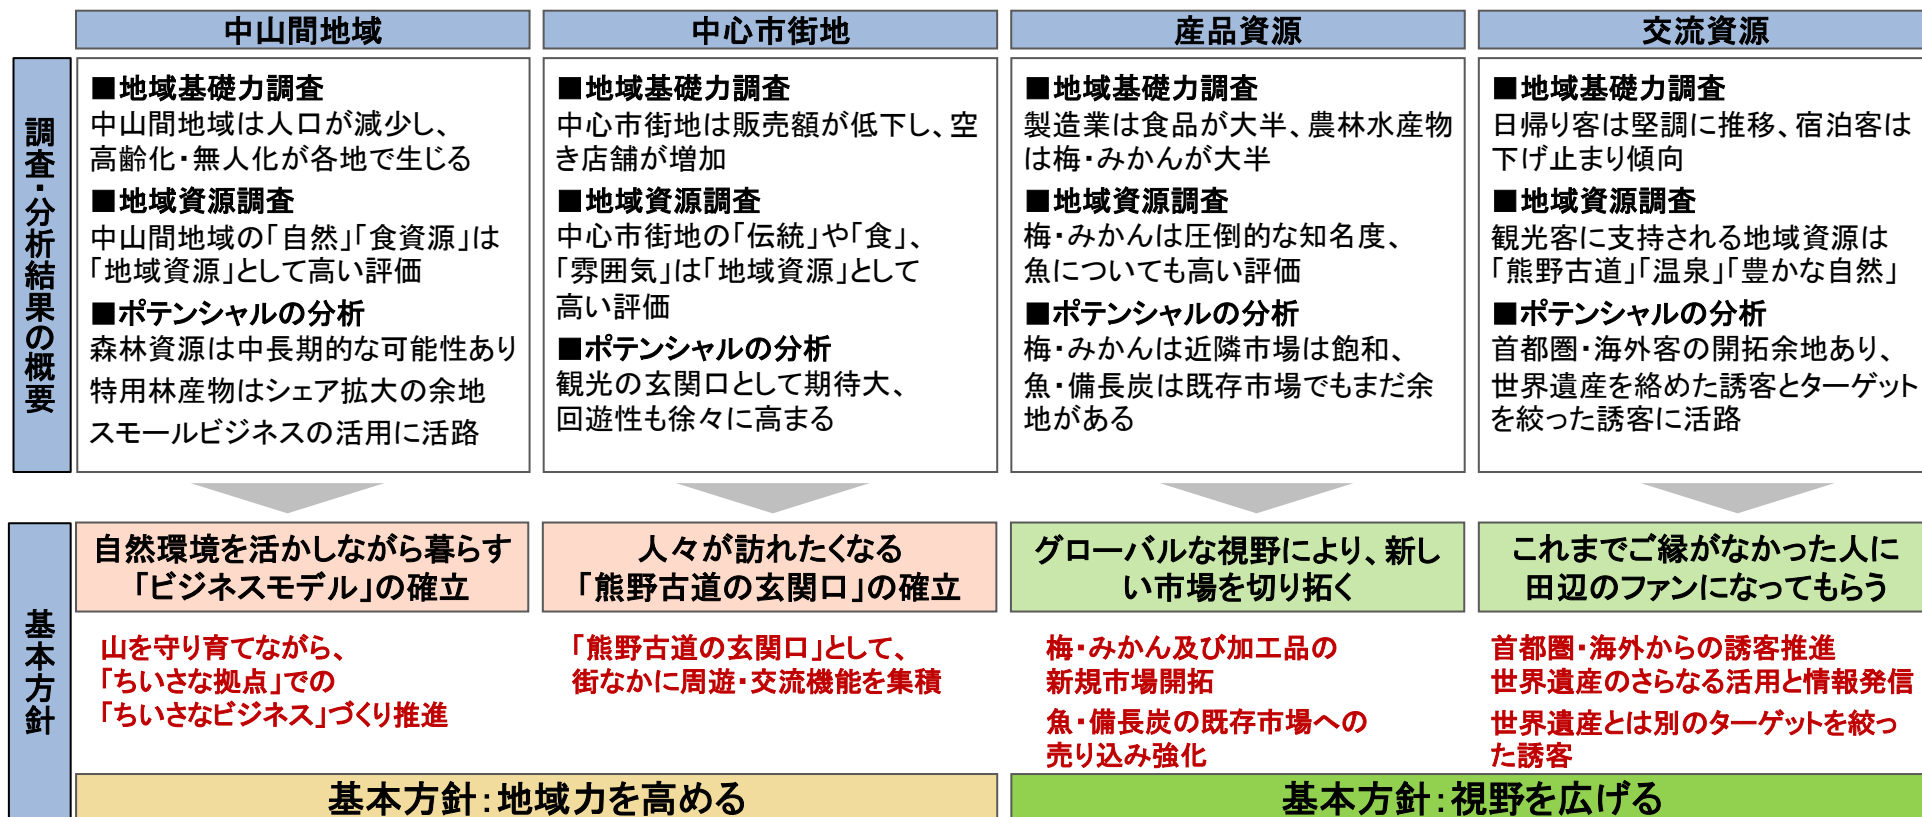 中山間地域
中心市街地
産品資源
交流資源
調査・分析結果の概要
■地域基礎力調査
中山間地域は人口が減少し、
高齢化・無人化が各地で生じる
■地域資源調査
中山間地域の「自然」「食資源」は
「地域資源」として高い評価
■ポテンシャルの分析
森林資源は中長期的な可能性あり
特用林産物はシェア拡大の余地
スモールビジネスの活用に活路
■地域基礎力調査
中心市街地は販売額が低下し、空
き店舗が増加
■地域資源調査
中心市街地の「伝統」や「食」、
「雰囲気」は「地域資源」として
高い評価
■ポテンシャルの分析
観光の玄関口として期待大、
回遊性も徐々に高まる
■地域基礎力調査
製造業は食品が大半、農林水産物
は梅・みかんが大半
■地域資源調査
梅・みかんは圧倒的な知名度、
魚についても高い評価
■ポテンシャルの分析
梅・みかんは近隣市場は飽和、
魚・備長炭は既存市場でもまだ余
地がある
■地域基礎力調査
日帰り客は堅調に推移、宿泊客は
下げ止まり傾向
■地域資源調査
観光客に支持される地域資源は
「熊野古道」「温泉」「豊かな自然」
■ポテンシャルの分析
首都圏・海外客の開拓余地あり、
世界遺産を絡めた誘客とターゲット
を絞った誘客に活路
基本方針
自然環境を活かしながら暮らす
「ビジネスモデル」の確立
山を守り育てながら、
「ちいさな拠点」での
「ちいさなビジネス」づくり推進
人々が訪れたくなる
「熊野古道の玄関口」の確立
「熊野古道の玄関口」として、
街なかに周遊・交流機能を集積
グローバルな視野により、新し
い市場を切り拓く
梅・みかん及び加工品の
新規市場開拓
魚・備長炭の既存市場への
売り込み強化
これまでご縁がなかった人に
田辺のファンになってもらう
首都圏・海外からの誘客推進
世界遺産のさらなる活用と情報発信
世界遺産とは別のターゲットを絞っ
た誘客
基本方針：地域力を高める
基本方針：視野を広げる